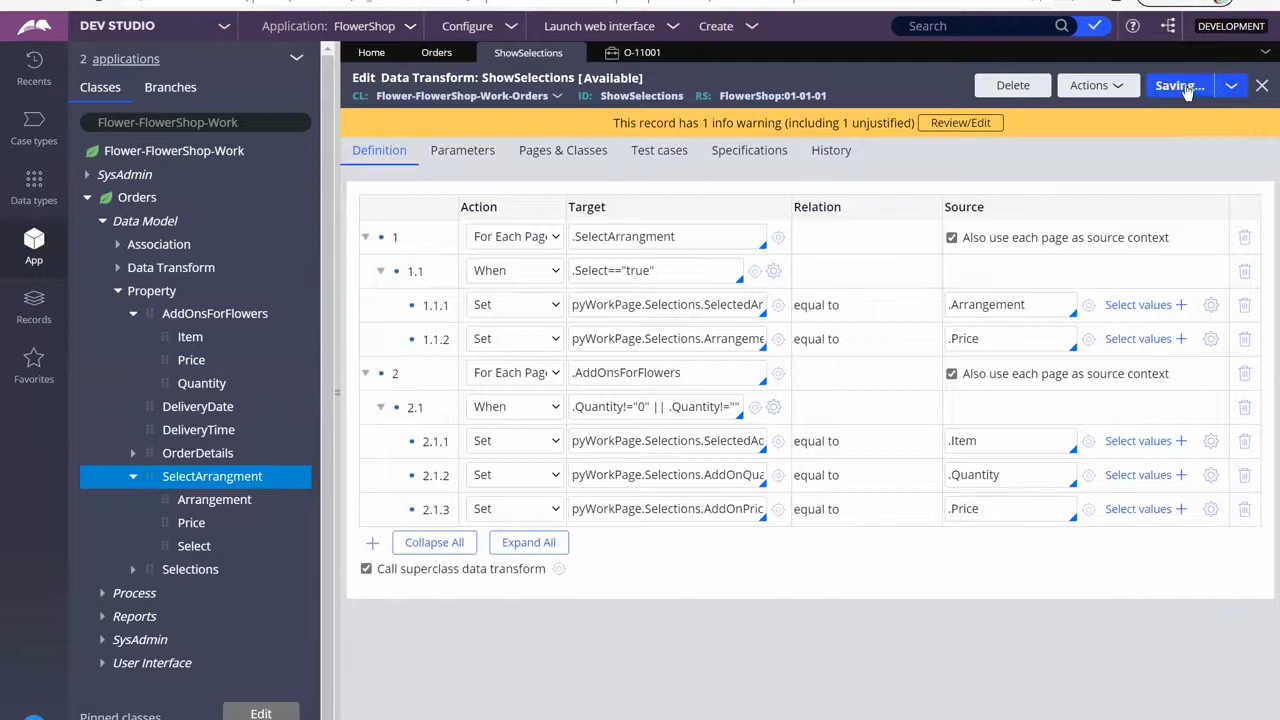 DEV STUDIO
Application: FlowerShop
Configure
Launch web interface
Create
Search
DEVELOPMENT
Recents
Case types
Data types
App
Records
Favorites
2 applications
Classes
Branches
Flower-FlowerShop-Work
Flower-FlowerShop-Work
SysAdmin
Orders
Data Model
Association
Data Transform
Property
AddOnsForFlowers
Item
Price
Quantity
DeliveryDate
DeliveryTime
OrderDetails
SelectArrangment
Arrangement
Price
Select
Selections
Process
Reports
SysAdmin
User Interface
Pinned classes
Edit
Home
Orders
ShowSelections
O-11001
Edit Data Transform: ShowSelections [Available]
CL: Flower-FlowerShop-Work-Orders ID: ShowSelections RS: FlowerShop:01-01-01
Delete
Actions
Saving...
This record has 1 info warning (including 1 unjustified) Review/Edit
Definition
Parameters
Pages & Classes
Test cases
Specifications
History
Action Target Relation Source
1 For Each Pag .SelectArrangment Also use each page as source context
1.1 When .Select=="true"
1.1.1 Set pyWorkPage.Selections.SelectedAr equal to .Arrangement Select values
1.1.2 Set pyWorkPage.Selections.Arrangeme equal to .Price Select values
2 For Each Pag .AddOnsForFlowers Also use each page as source context
2.1 When .Quantity!="0" || .Quantity!=""
2.1.1 Set pyWorkPage.Selections.SelectedAd equal to .Item Select values
2.1.2 Set pyWorkPage.Selections.AddOnQua equal to .Quantity Select values
2.1.3 Set pyWorkPage.Selections.AddOnPric equal to .Price Select values
Collapse All
Expand All
Call superclass data transform